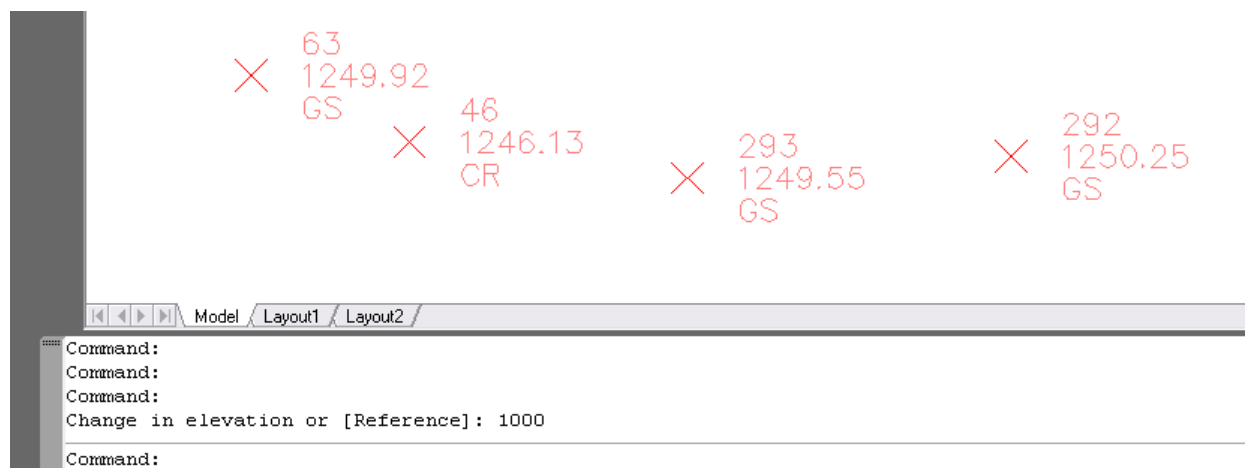 63
1249.92
GS
46
1246.13
CR
293
1249.55
GS
292
1250.25
GS
Model Layout1 Layout2
Command:
Command:
Command:
Change in elevation or [Reference]: 1000
Command: